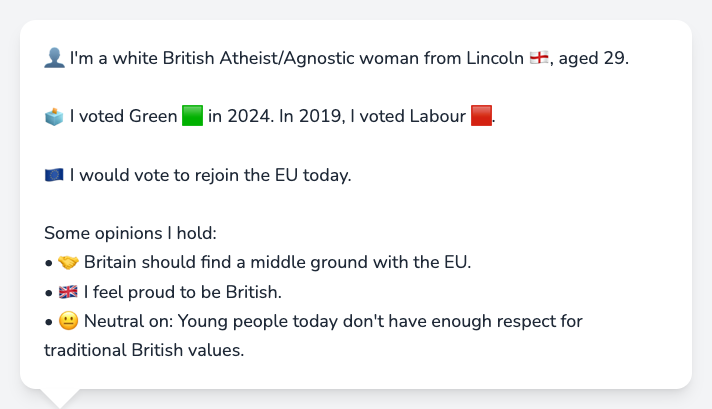 👤 I'm a white British Atheist/Agnostic woman from Lincoln 🏴󠁧󠁢󠁥󠁮󠁧󠁿, aged 29.
🗳️ I voted Green 🟩 in 2024. In 2019, I voted Labour 🟥.
🇪🇺 I would vote to rejoin the EU today.
Some opinions I hold:
• 🤝 Britain should find a middle ground with the EU.
• 🇬🇧 I feel proud to be British.
• 😐 Neutral on: Young people today don't have enough respect for
traditional British values.